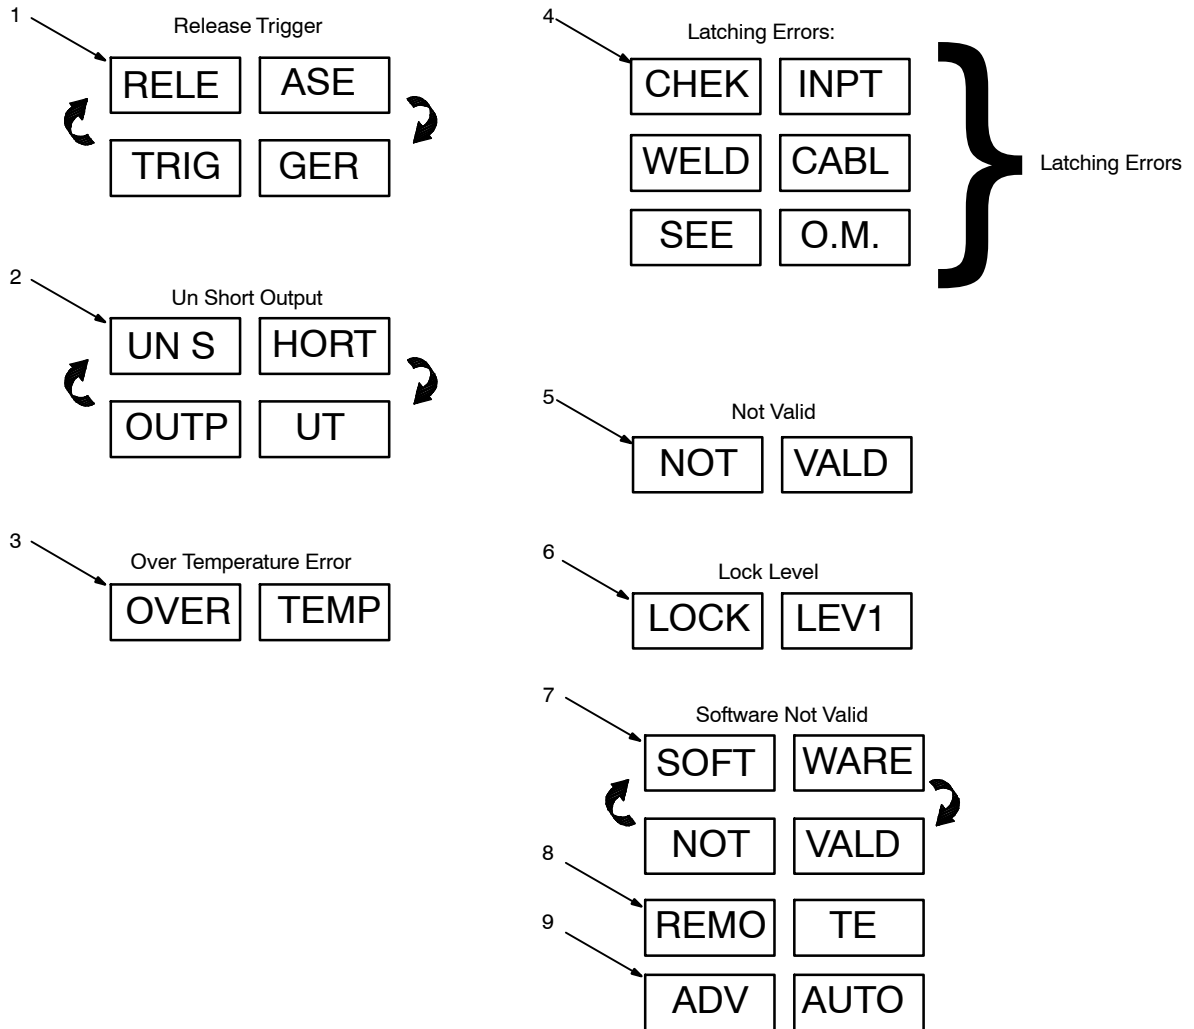 1
Release Trigger
RELE ASE
TRIG GER
2
Un Short Output
UN S HORT
OUTP UT
3
Over Temperature Error
OVER TEMP
4
Latching Errors:
CHEK INPT
WELD CABL
SEE O.M.
Latching Errors
5
Not Valid
NOT VALD
6
Lock Level
LOCK LEV1
7
Software Not Valid
SOFT WARE
NOT VALD
8
REMO TE
9
ADV AUTO